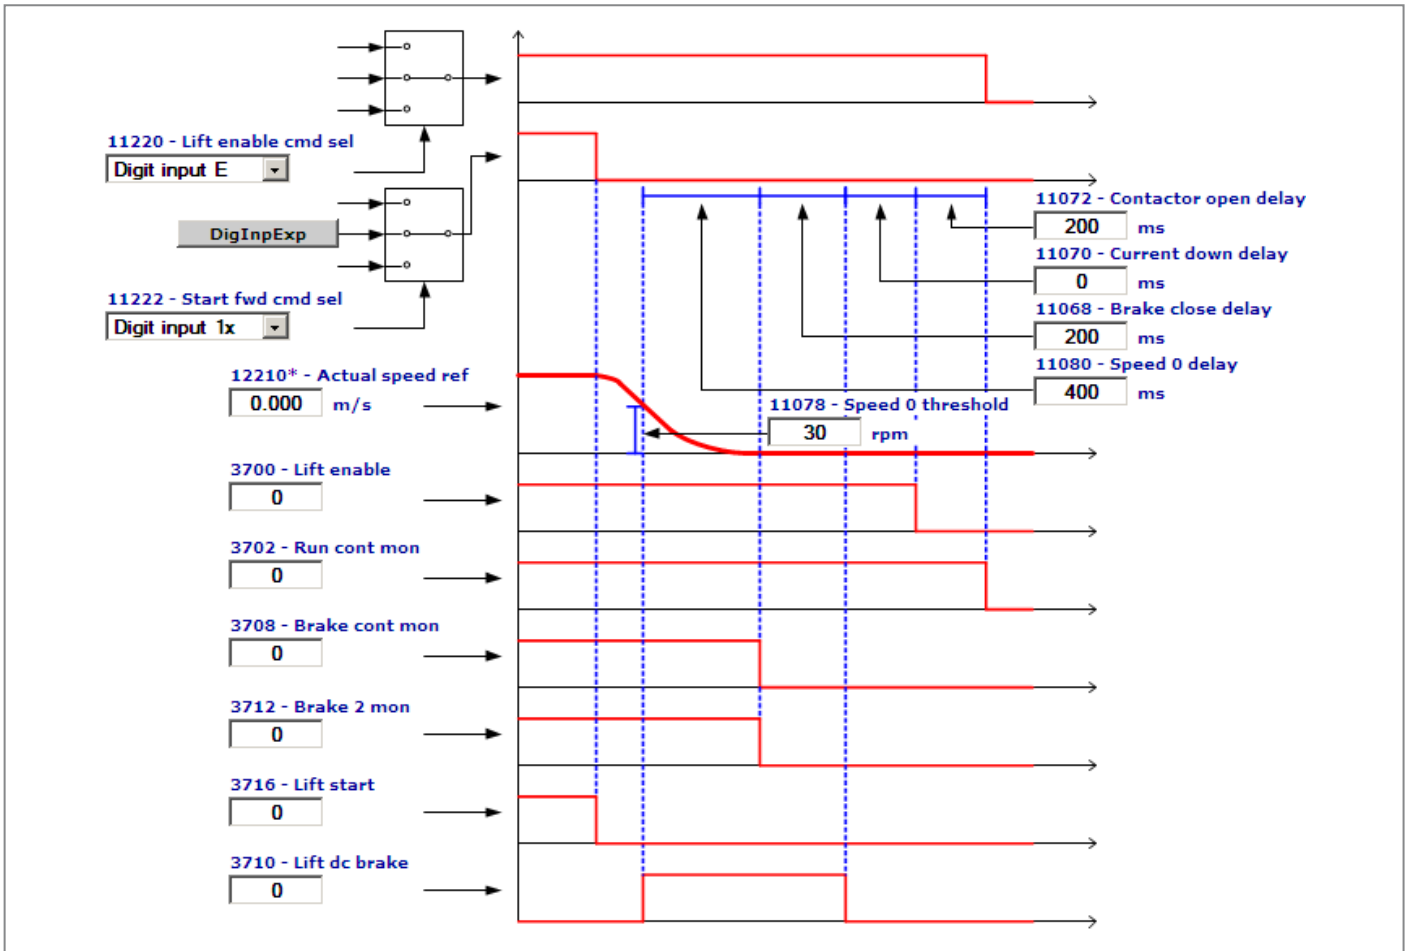 11220 - Lift enable cmd sel
Digit input E
DigInpExp
11222 - Start fwd cmd sel
Digit input 1x
11072 - Contactor open delay
200 ms
11070 - Current down delay
0 ms
11068 - Brake close delay
200 ms
11080 - Speed 0 delay
400 ms
12210* - Actual speed ref
0.000 m/s
11078 - Speed 0 threshold
30 rpm
3700 - Lift enable
0
3702 - Run cont mon
0
3708 - Brake cont mon
0
3712 - Brake 2 mon
0
3716 - Lift start
0
3710 - Lift dc brake
0